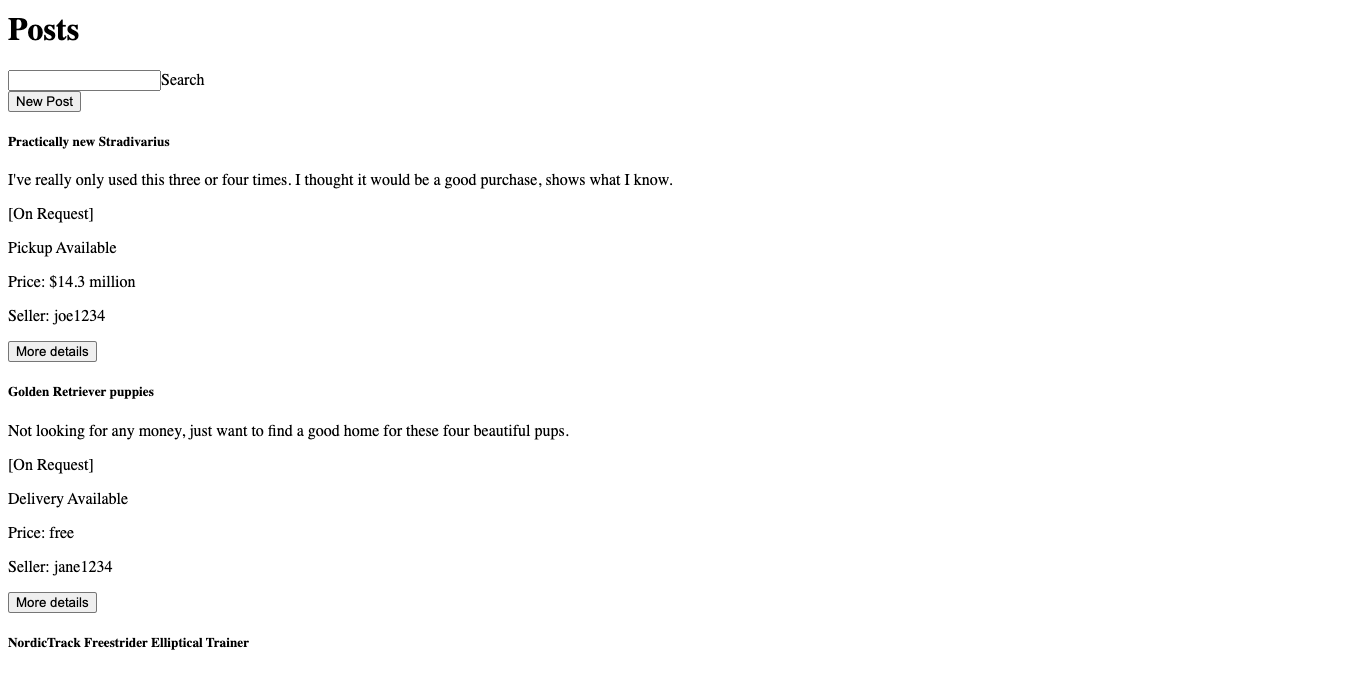 Posts
Search
New Post
Practically new Stradivarius
I've really only used this three or four times. I thought it would be a good purchase, shows what I know.
[On Request]
Pickup Available
Price: $14.3 million
Seller: joe1234
More details
Golden Retriever puppies
Not looking for any money, just want to find a good home for these four beautiful pups.
[On Request]
Delivery Available
Price: free
Seller: jane1234
More details
NordicTrack Freestrider Elliptical Trainer